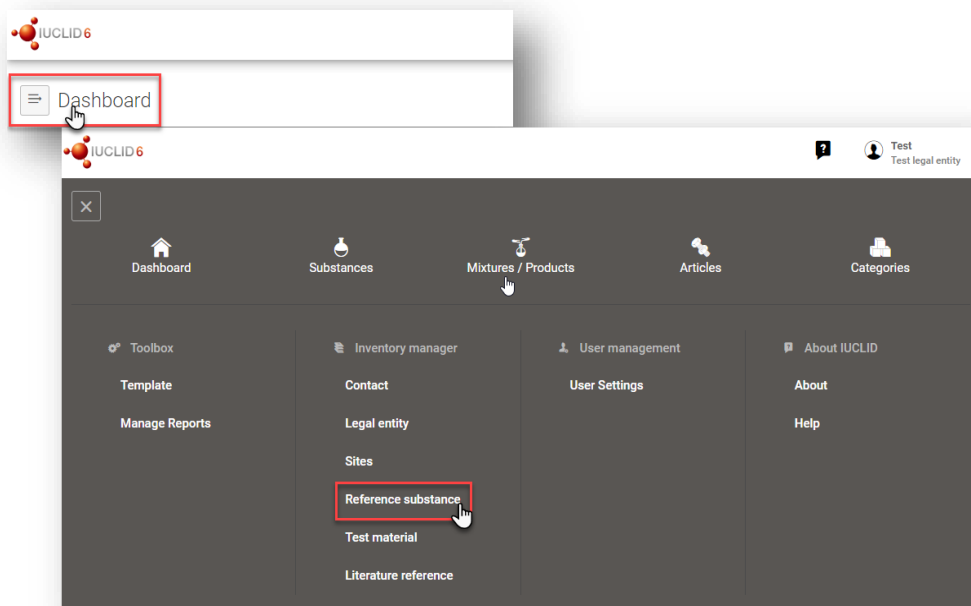 IUCLID 6
Dashboard
IUCLID 6
?
Test
Test legal entity
Dashboard
Substances
Mixtures / Products
Articles
Categories
Toolbox
Inventory manager
User management
About IUCLID
Template
Contact
User Settings
About
Manage Reports
Legal entity
Help
Sites
Reference substance
Test material
Literature reference